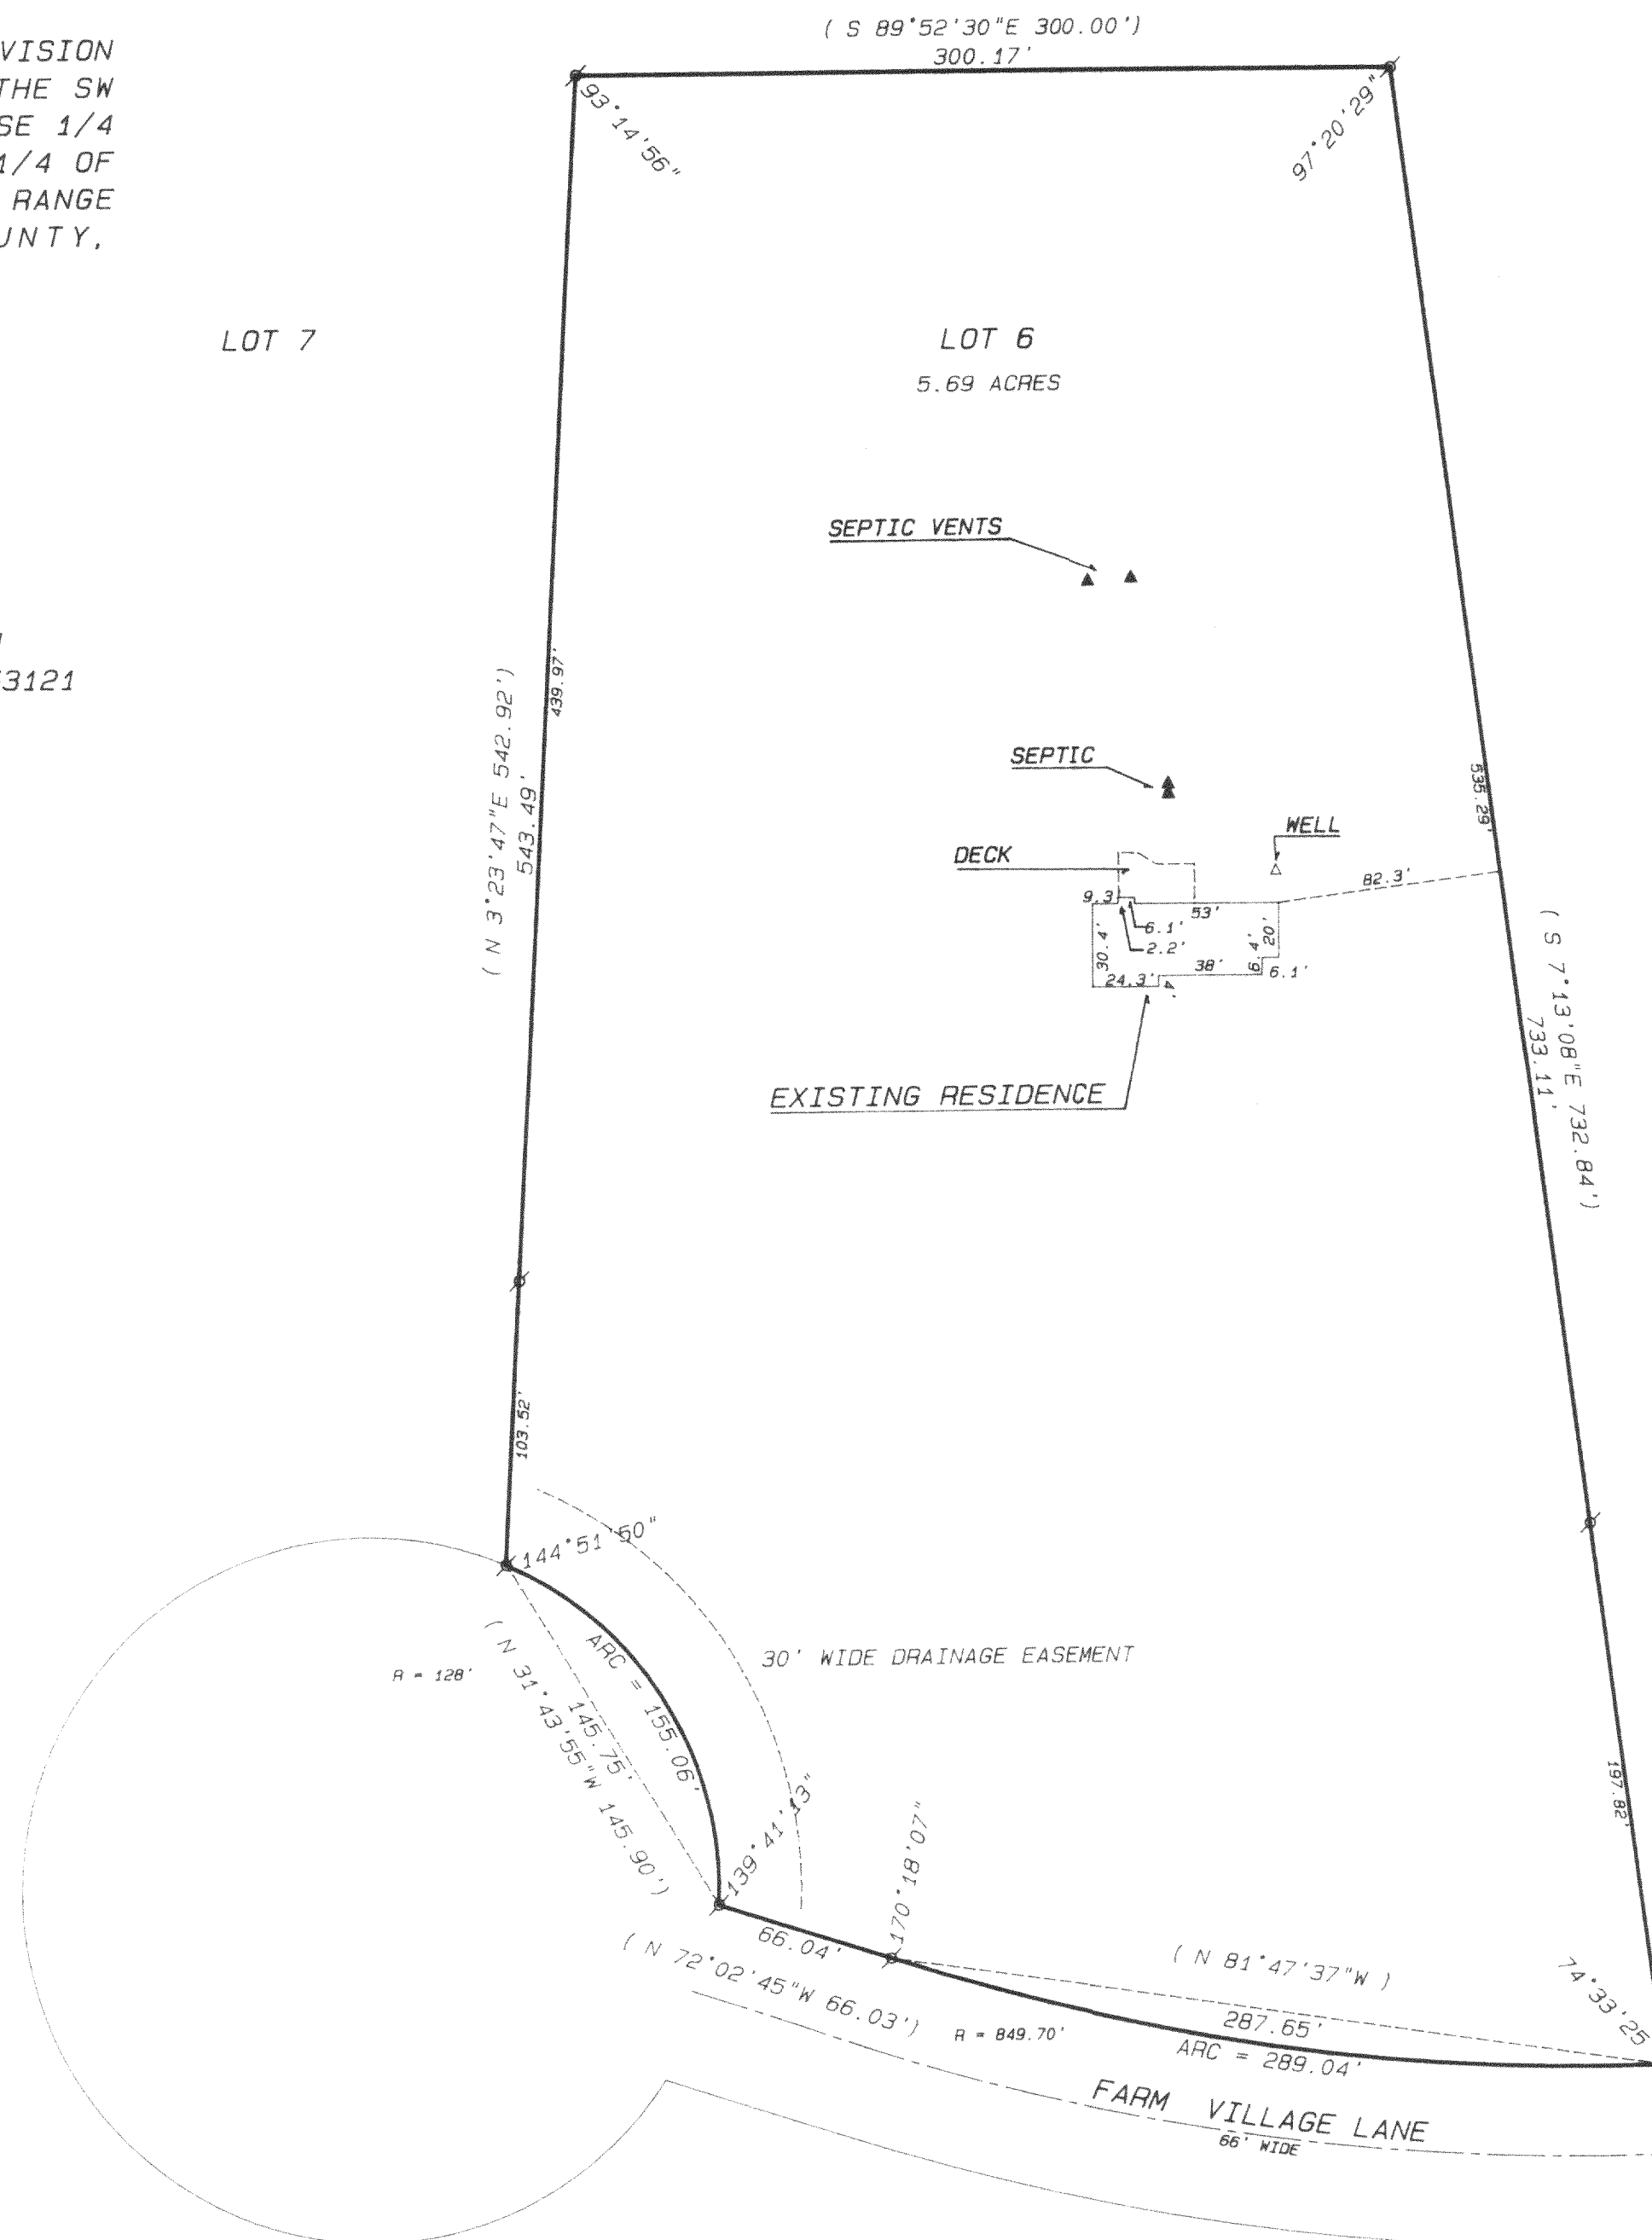 ( S 89°52'30"E 300.00')
300.17'
VISION
THE SW
SE 1/4
1/4 OF
RANGE
UNTY,
93°14'56"
97°20'29"
LOT 7
LOT 6
5.69 ACRES
SEPTIC VENTS
439.97'
( N 3°23'47"E 542.92')
543.49'
3121
SEPTIC
535.29'
WELL
DECK
82.3'
9.3
53'
6.1'
2.2'
30.4'
6.4'
20'
38'
6.1'
24.3'
4'
( S 7°13'08"E 732.84')
733.11'
EXISTING RESIDENCE
103.52'
144°51'50"
30' WIDE DRAINAGE EASEMENT
R = 128'
ARC = 155.06'
145.75'
( N 31°43'55"W 145.90')
139°41'13"
170°18'07"
197.82'
66.04'
( N 72°02'45"W 66.03')
( N 81°47'37"W )
74°33'25
287.65'
R = 849.70'
ARC = 289.04'
FARM VILLAGE LANE
66' WIDE